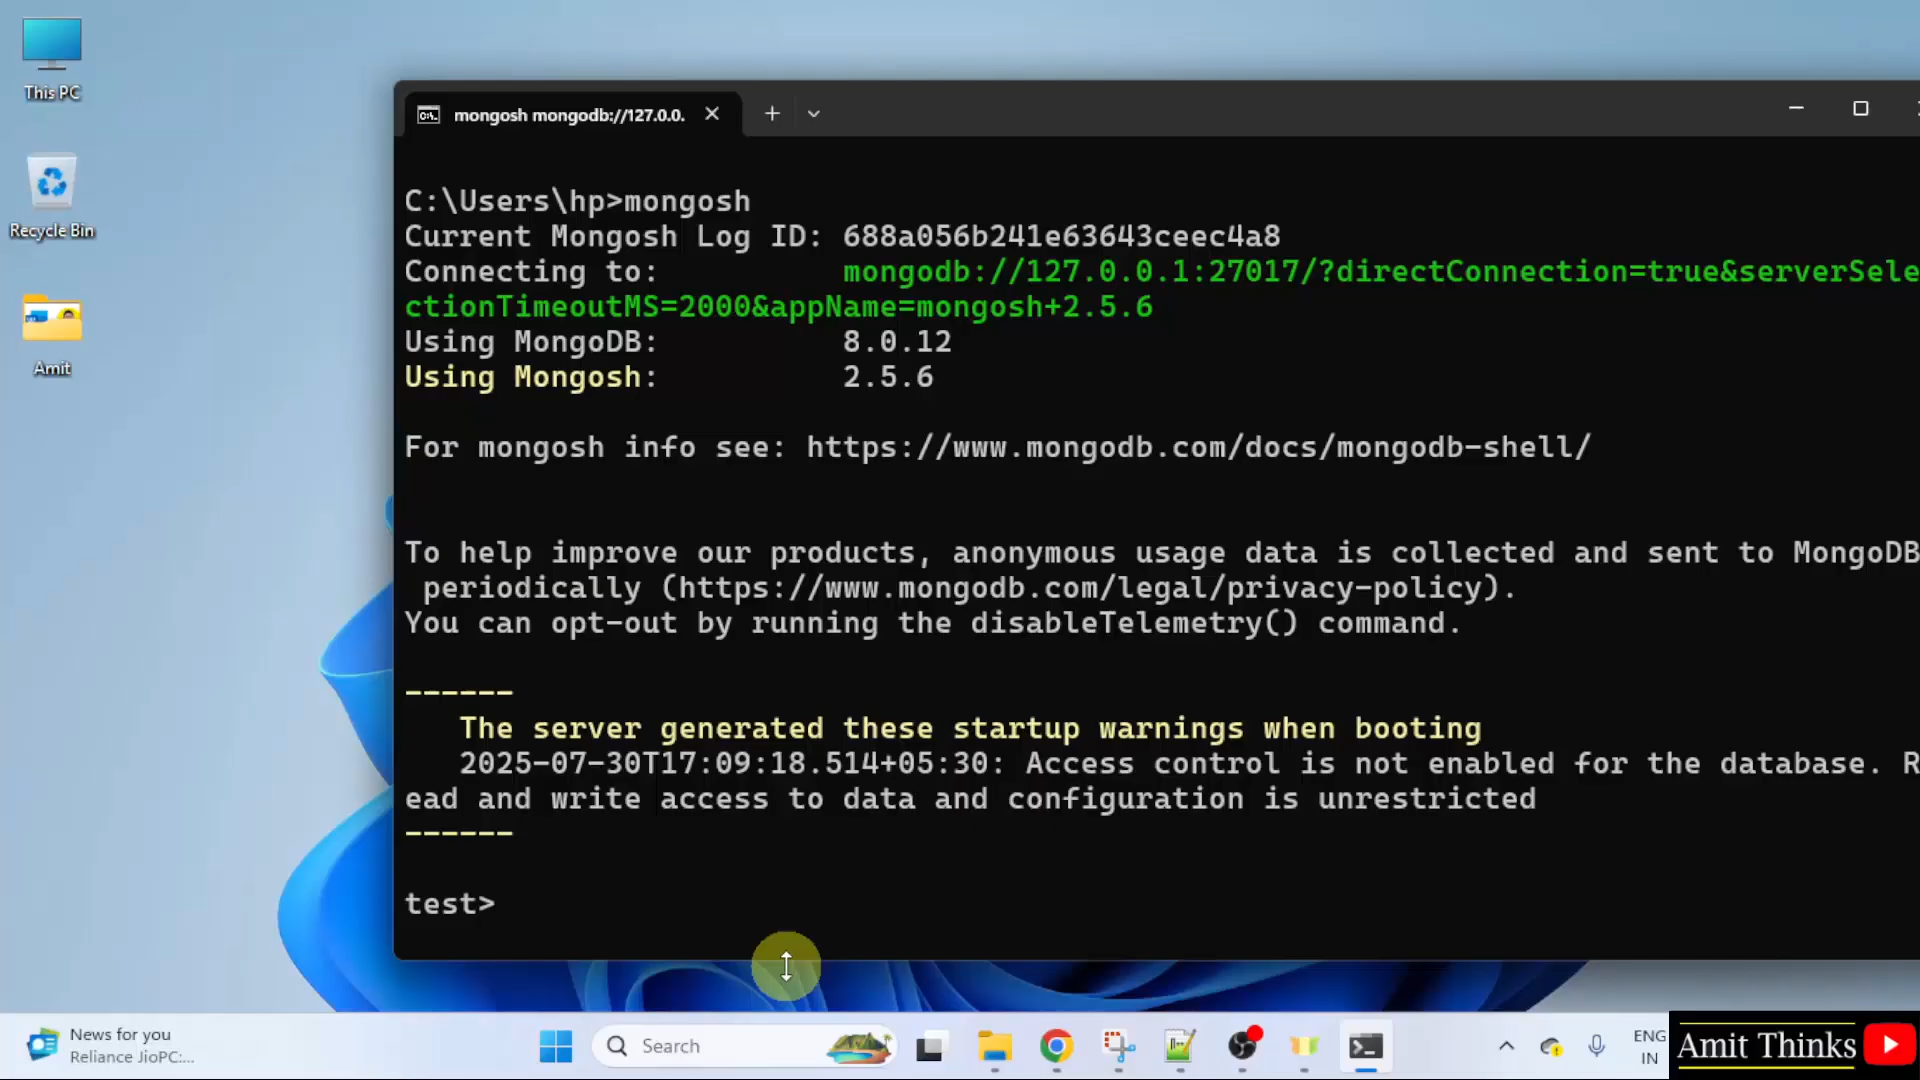 This PC
Recycle Bin
Amit
mongosh mongodb://127.0.0.
C:\Users\hp>mongosh
Current Mongosh Log ID: 688a056b241e63643ceec4a8
Connecting to: mongodb://127.0.0.1:27017/?directConnection=true&serverSele
ctionTimeoutMS=2000&appName=mongosh+2.5.6
Using MongoDB: 8.0.12
Using Mongosh: 2.5.6
For mongosh info see: https://www.mongodb.com/docs/mongodb-shell/
To help improve our products, anonymous usage data is collected and sent to MongoDB
periodically (https://www.mongodb.com/legal/privacy-policy).
You can opt-out by running the disableTelemetry() command.
------
The server generated these startup warnings when booting
2025-07-30T17:09:18.514+05:30: Access control is not enabled for the database. R
ead and write access to data and configuration is unrestricted
------
test>
News for you
Reliance JioPC:...
Search
ENG
IN
Amit Thinks